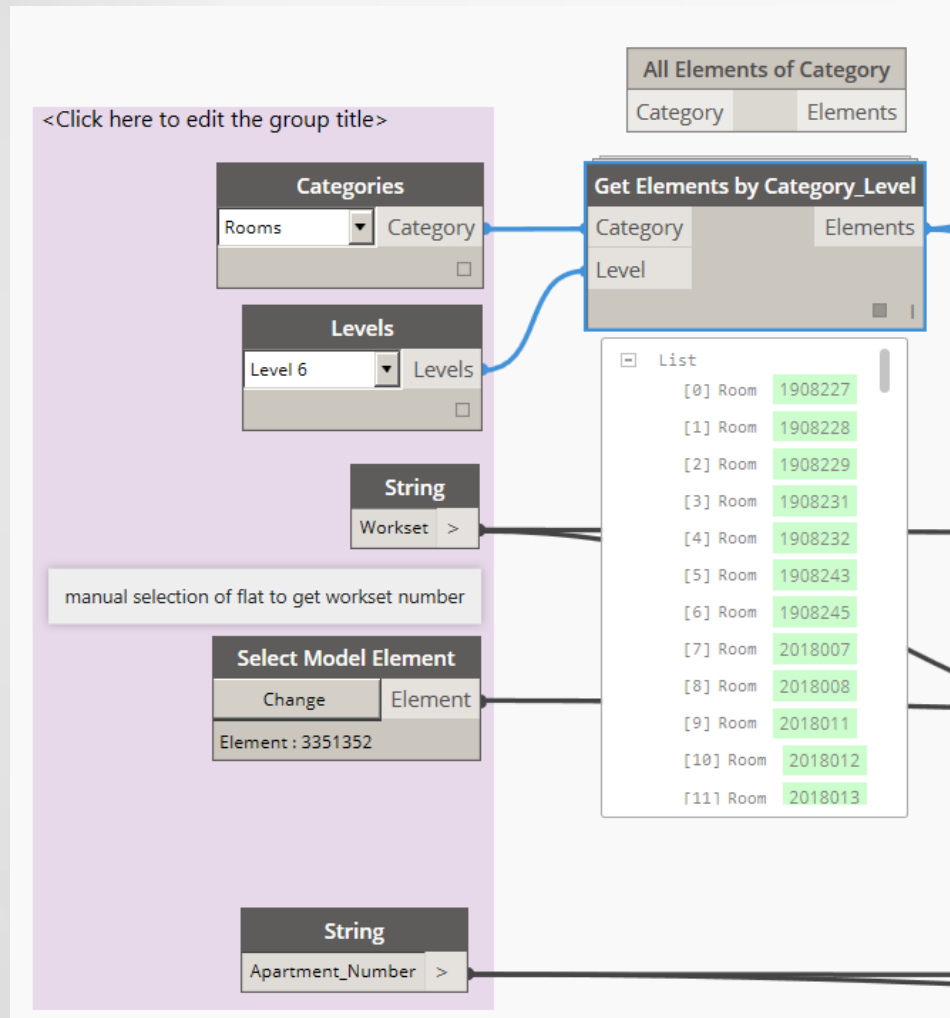 All Elements of Category
Category Elements
<Click here to edit the group title>
Categories
Rooms Category
Get Elements by Category_Level
Category Elements
Level
Levels
Level 6 Levels
List
[0] Room 1908227
[1] Room 1908228
[2] Room 1908229
[3] Room 1908231
[4] Room 1908232
[5] Room 1908243
[6] Room 1908245
[7] Room 2018007
[8] Room 2018008
[9] Room 2018011
[10] Room 2018012
[11] Room 2018013
String
Workset >
manual selection of flat to get workset number
Select Model Element
Change Element
Element : 3351352
String
Apartment_Number >